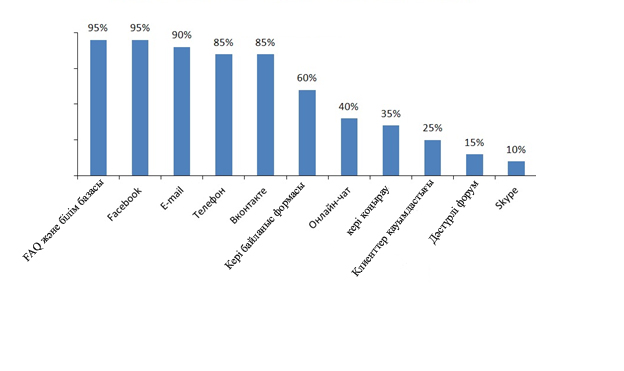 95%
95%
90%
85%
85%
60%
40%
35%
25%
15%
10%
FAQ және білім базасы
Facebook
E-mail
Телефон
Вконтакте
Кері байланыс формасы
Онлайн-чат
кері қоңырау
Клиенттер қауымдастығы
Дәстүрлі форум
Skype